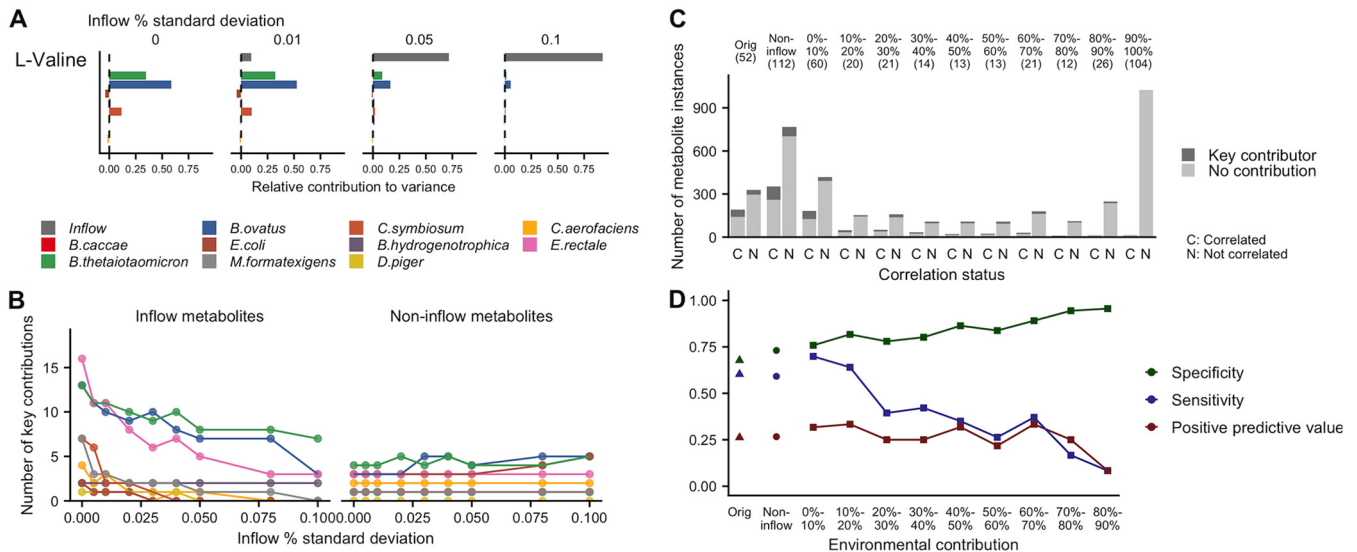 A
Inflow % standard deviation
0 0.01 0.05 0.1
L-Valine
0.00 0.25 0.50 0.75 0.00 0.25 0.50 0.75 0.00 0.25 0.50 0.75 0.00 0.25 0.50 0.75
Relative contribution to variance
Inflow B.ovatus C.symbiosum C.aerofaciens
B.caccae E.coli B.hydrogenotrophica E.rectale
B.thetaiotaomicron M.formatexigens D.piger
B
Inflow metabolites Non-inflow metabolites
Number of key contributions
15
10
5
0
0.000 0.025 0.050 0.075 0.100 0.000 0.025 0.050 0.075 0.100
Inflow % standard deviation
C
Orig (52) Non-inflow (112) 0%-10% (60) 10%-20% (20) 20%-30% (21) 30%-40% (14) 40%-50% (13) 50%-60% (13) 60%-70% (21) 70%-80% (12) 80%-90% (26) 90%-100% (104)
Number of metabolite instances
900
600
300
0
C N C N C N C N C N C N C N C N C N C N C N C N
Correlation status
Key contributor
No contribution
C: Correlated
N: Not correlated
D
1.00
0.75
0.50
0.25
0.00
Orig Non-inflow 0%-10% 10%-20% 20%-30% 30%-40% 40%-50% 50%-60% 60%-70% 70%-80% 80%-90%
Environmental contribution
Specificity
Sensitivity
Positive predictive value